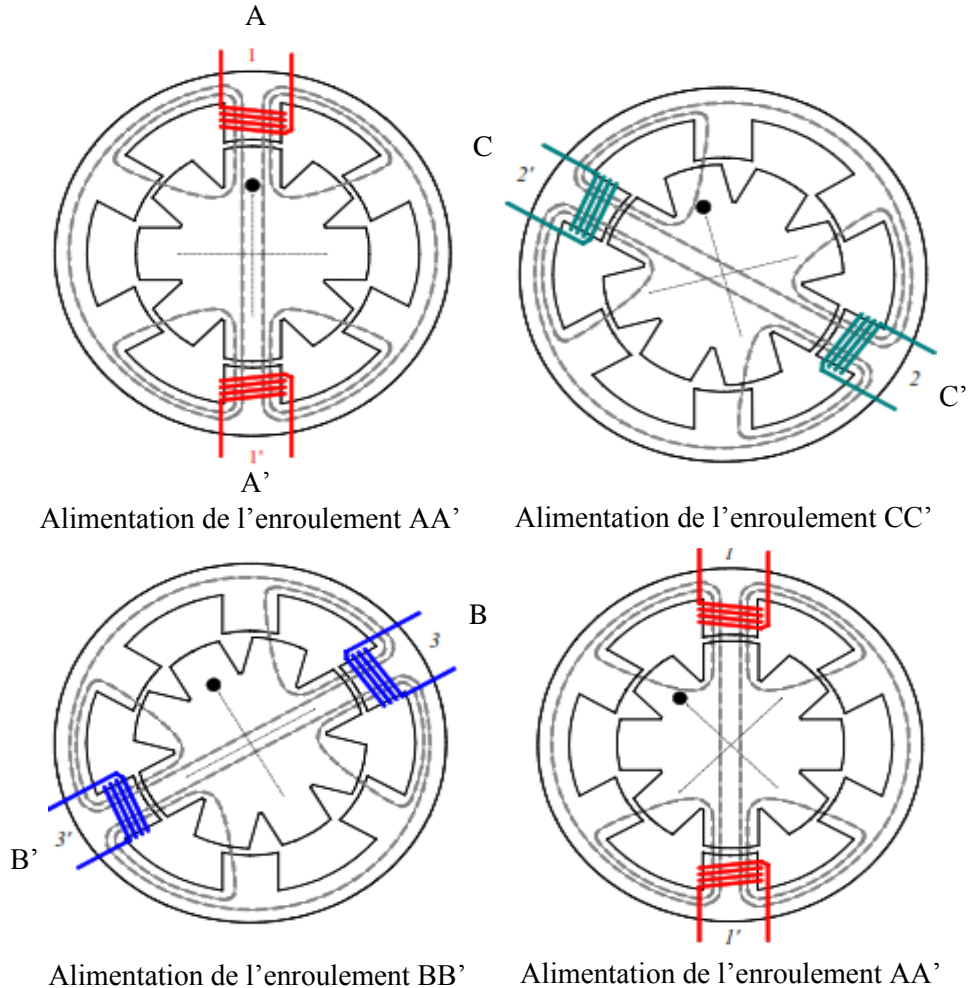 A
1
1'
A'
C
2'
2
C'
Alimentation de l'enroulement AA'
Alimentation de l'enroulement CC'
B
3
3'
B'
1
1'
Alimentation de l'enroulement BB'
Alimentation de l'enroulement AA'